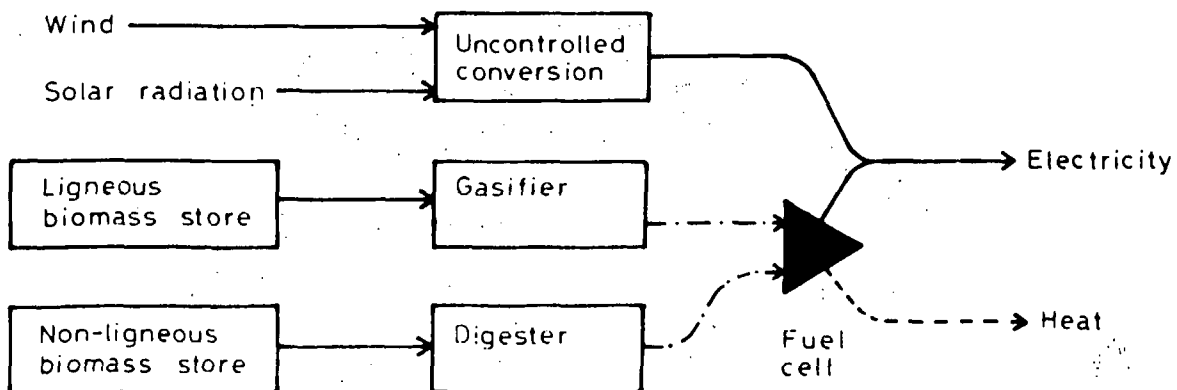 Wind
Solar radiation
Uncontrolled
conversion
Electricity
Ligneous
biomass store
Gasifier
Non-ligneous
biomass store
Digester
Fuel
cell
Heat